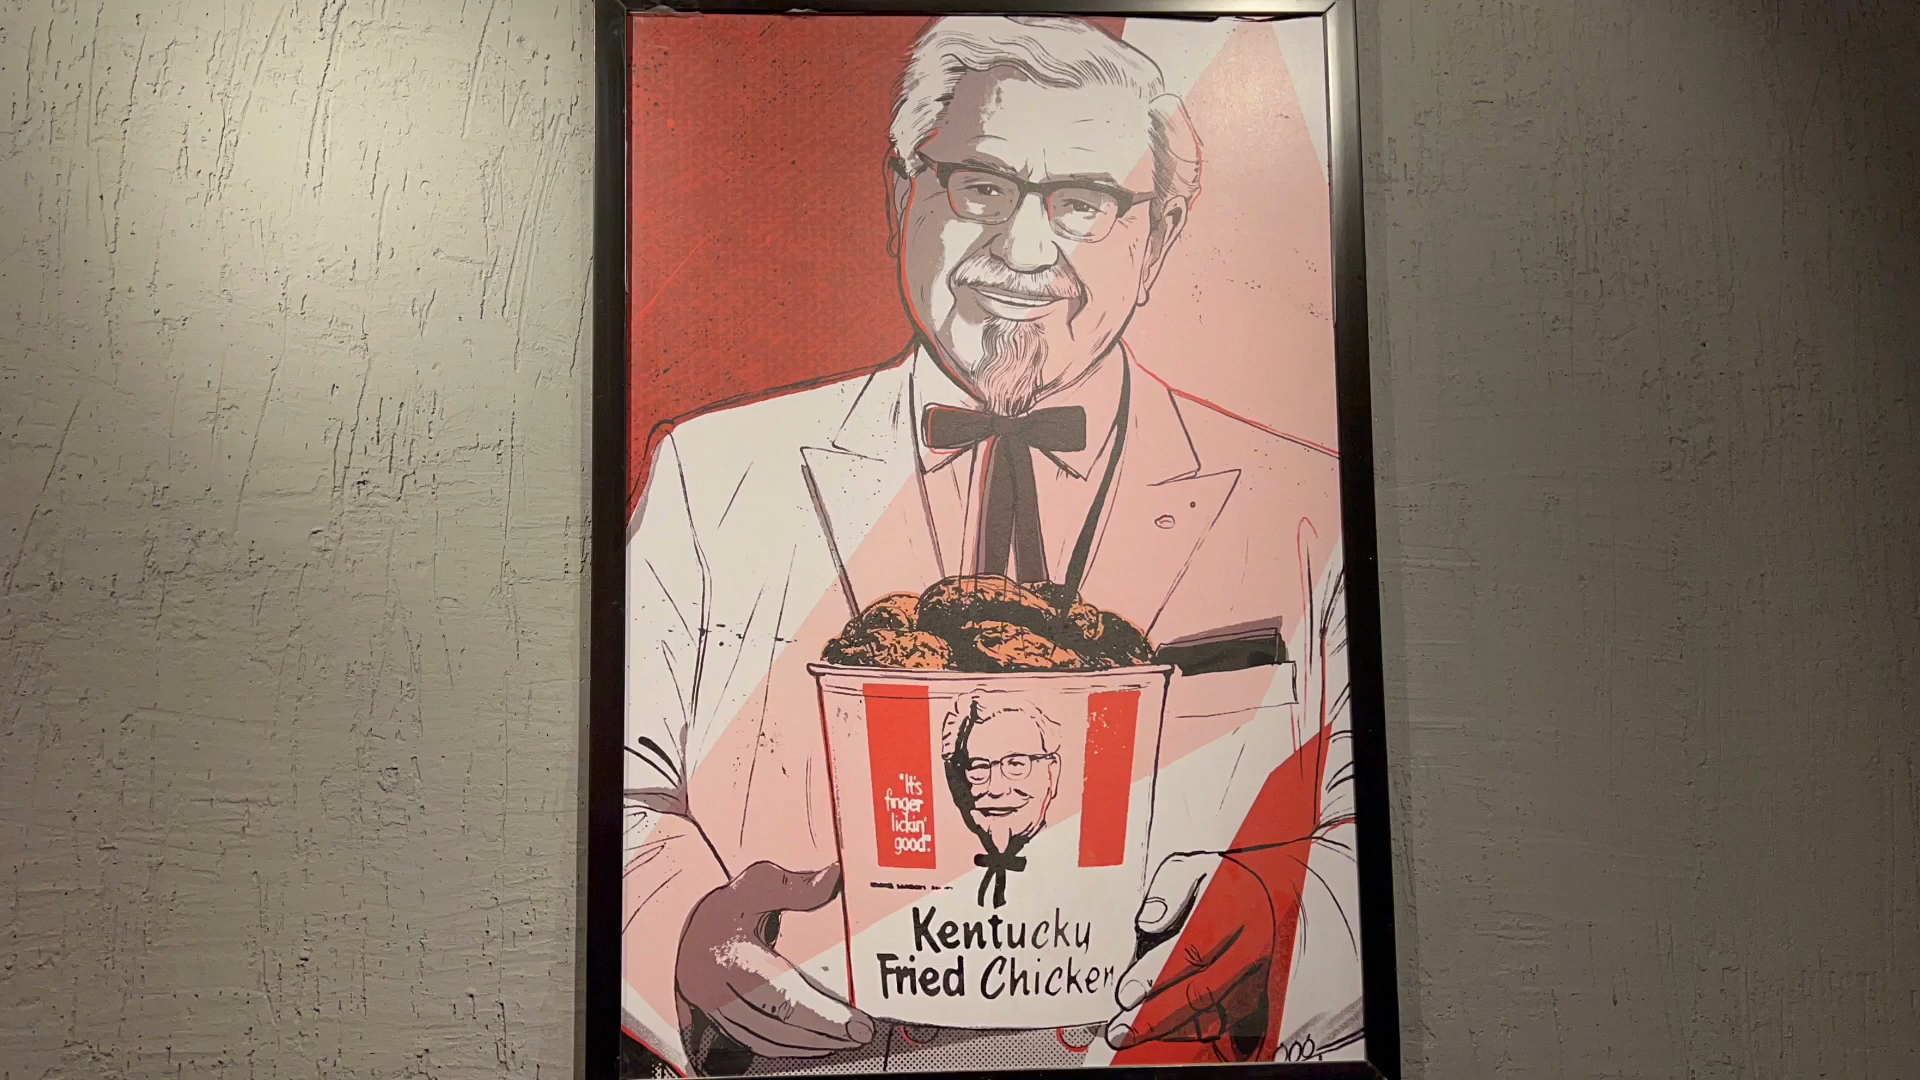 "It's
finger
lickin'
good".
Kentucky
Fried Chicken